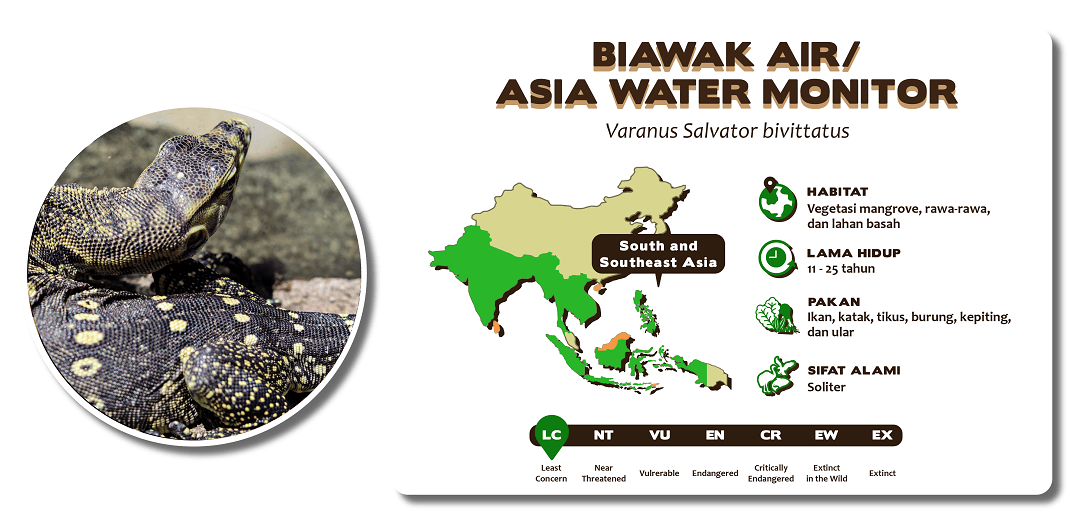 BIAWAK AIR/
ASIA WATER MONITOR
Varanus Salvator bivittatus
South and
Southeast Asia
HABITAT
Vegetasi mangrove, rawa-rawa,
dan lahan basah
LAMA HIDUP
11 - 25 tahun
PAKAN
Ikan, katak, tikus, burung, kepiting,
dan ular
SIFAT ALAMI
Soliter
LC NT VU EN CR EW EX
Least
Concern
Near
Threatened
Vulrerable
Endangered
Critically
Endangered
Extinct
in the Wild
Extinct